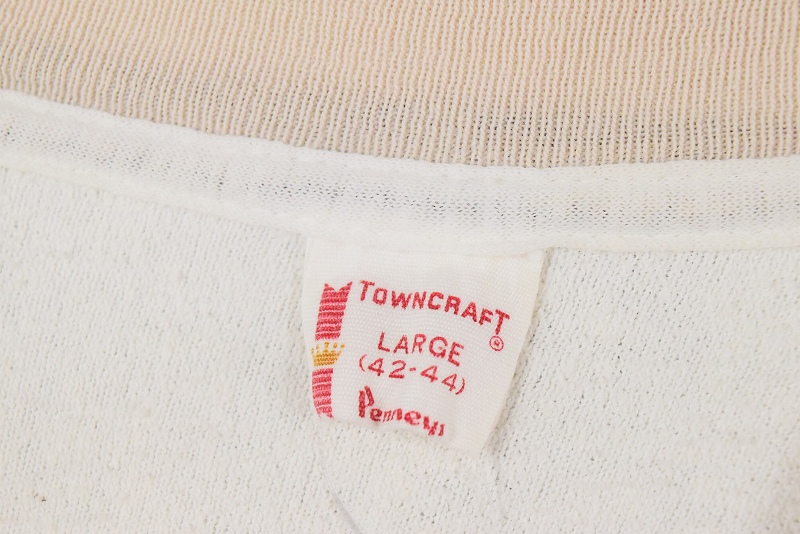 TOWNCRAFT
®
LARGE
(42-44)
Penneys